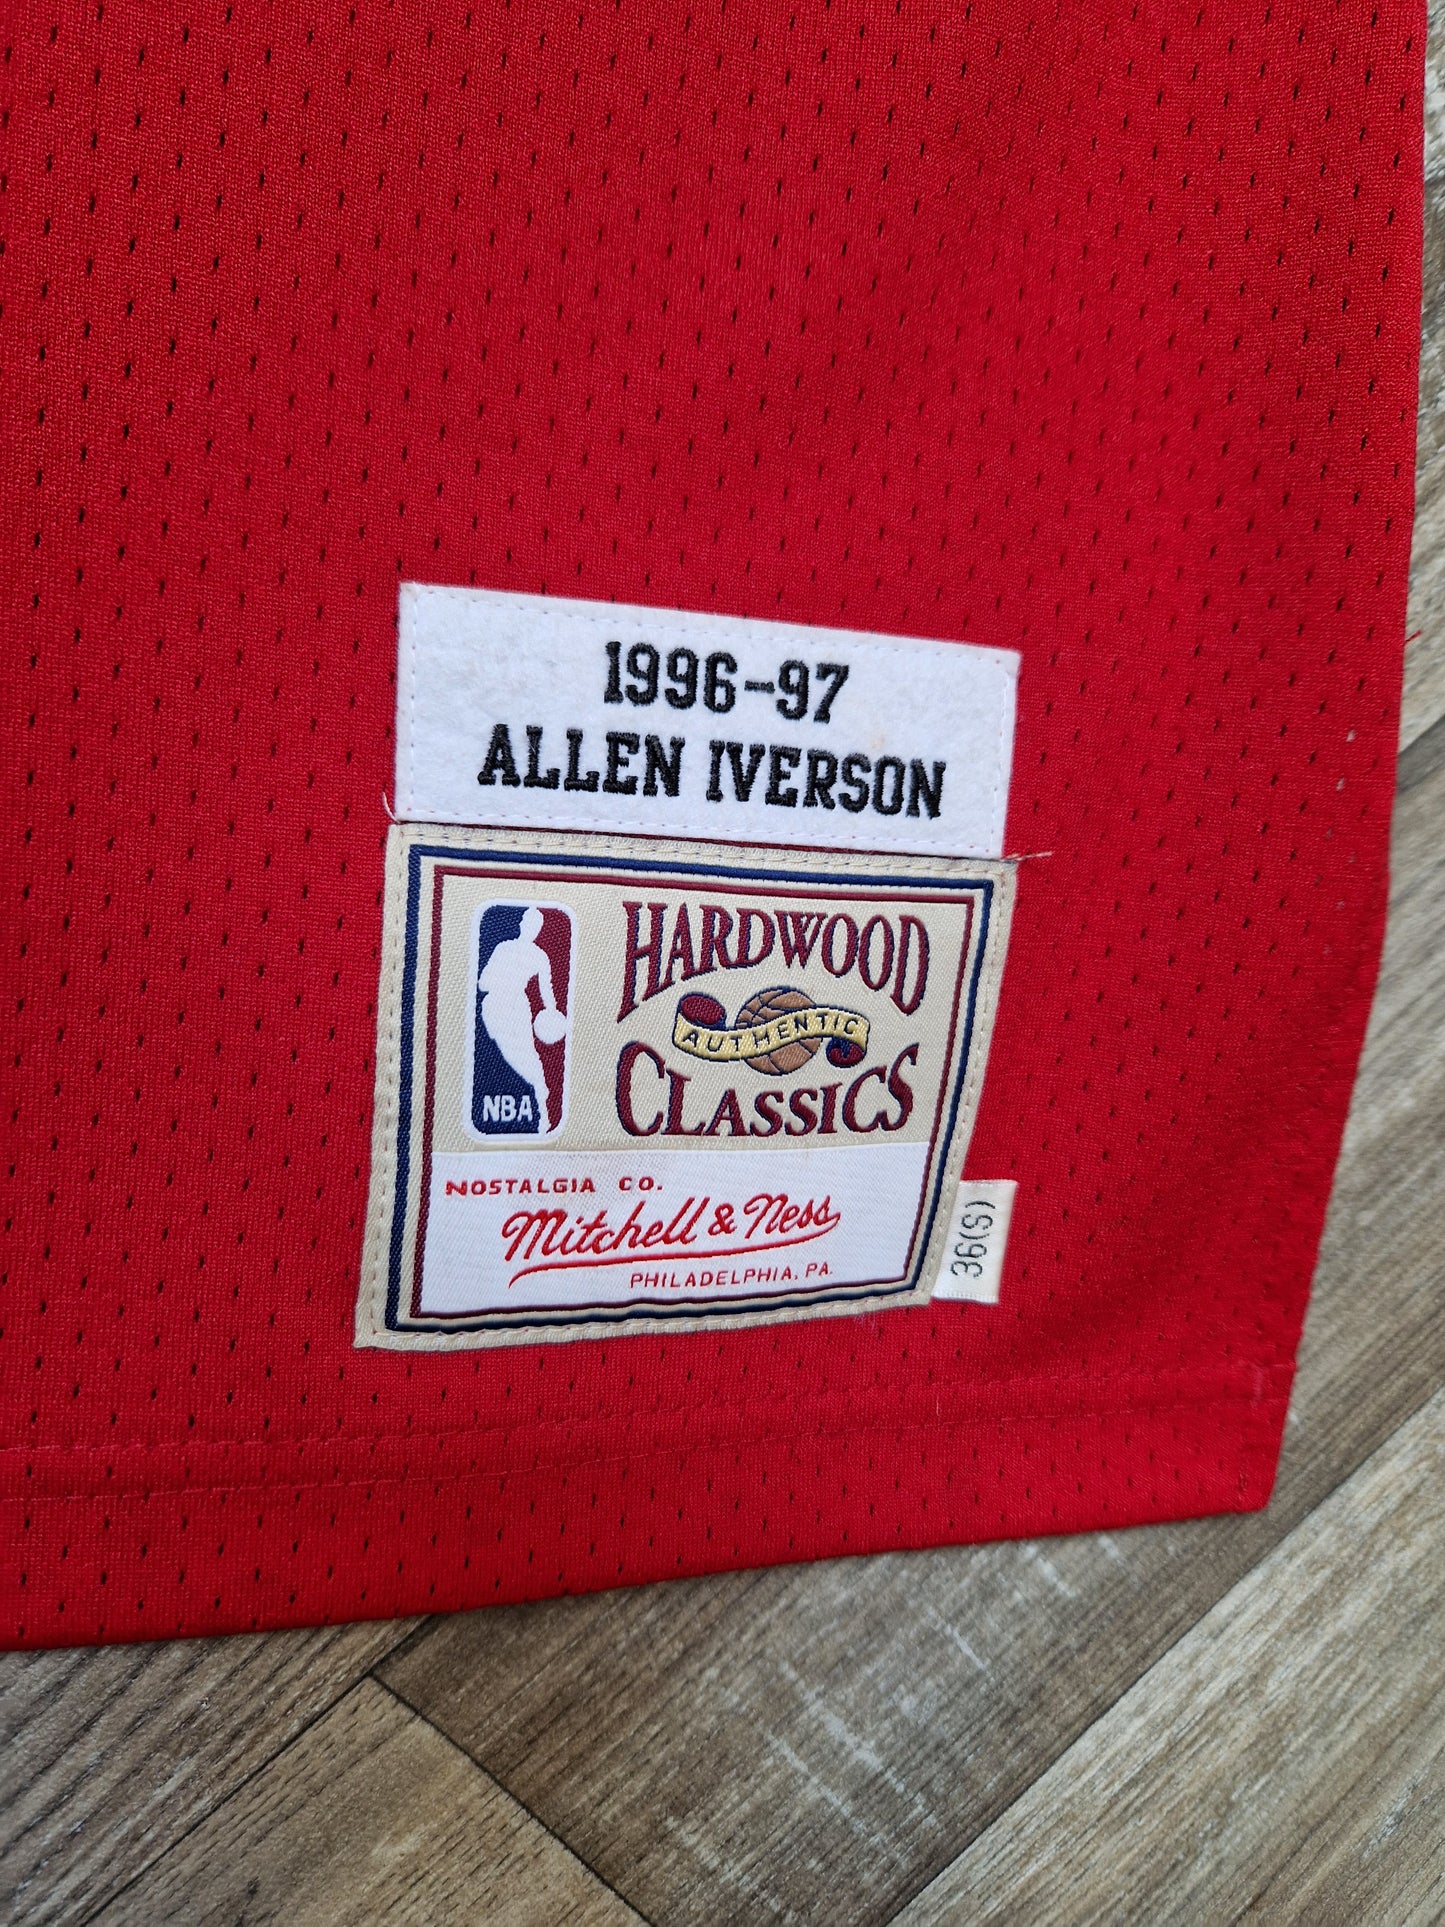 1996-97
ALLEN IVERSON
HARDWOOD
AUTHENTIC
CLASSICS
NBA
NOSTALGIA CO.
Mitchell & Ness
PHILADELPHIA, PA.
36(S)